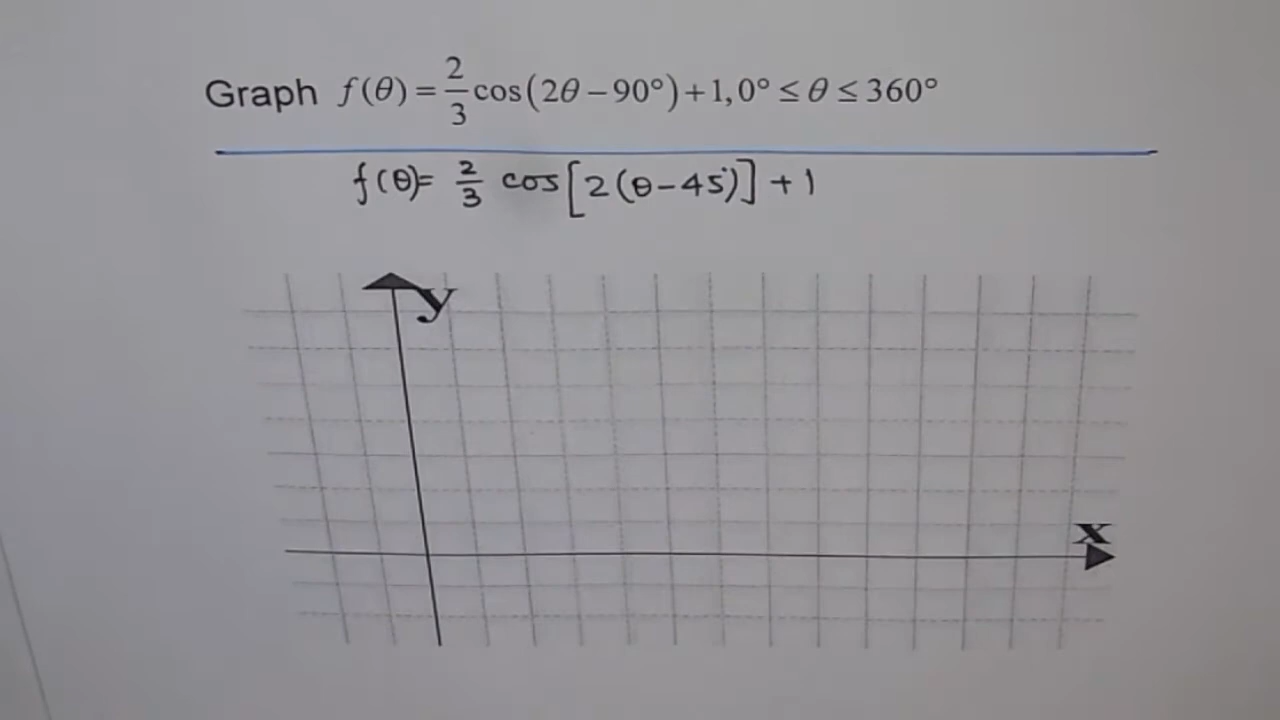 Graph f(θ) = 2/3 cos(2θ − 90°) + 1, 0° ≤ θ ≤ 360°
f(θ) = 2/3 cos[2(θ − 45°)] + 1
y
x